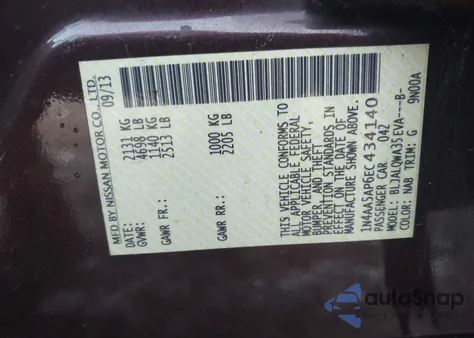 MFD BY NISSAN MOTOR CO., LTD.
DATE: 09/13
GVWR: 2131 KG
4698 LB
GAWR FR.: 1140 KG
2513 LB
GAWR RR: 1000 KG
2205 LB
THIS VEHICLE CONFORMS TO
ALL APPLICABLE FEDERAL
MOTOR VEHICLE SAFETY,
BUMPER, AND THEFT
PREVENTION STANDARDS IN
EFFECT ON THE DATE OF
MANUFACTURE SHOWN ABOVE.
1N4AA5AP6EC434140
PASSENGER CAR 042
MODEL: BLJALQWA35EVA---B-
COLOR: NAB TRIM: G 9N00A
autoSnap